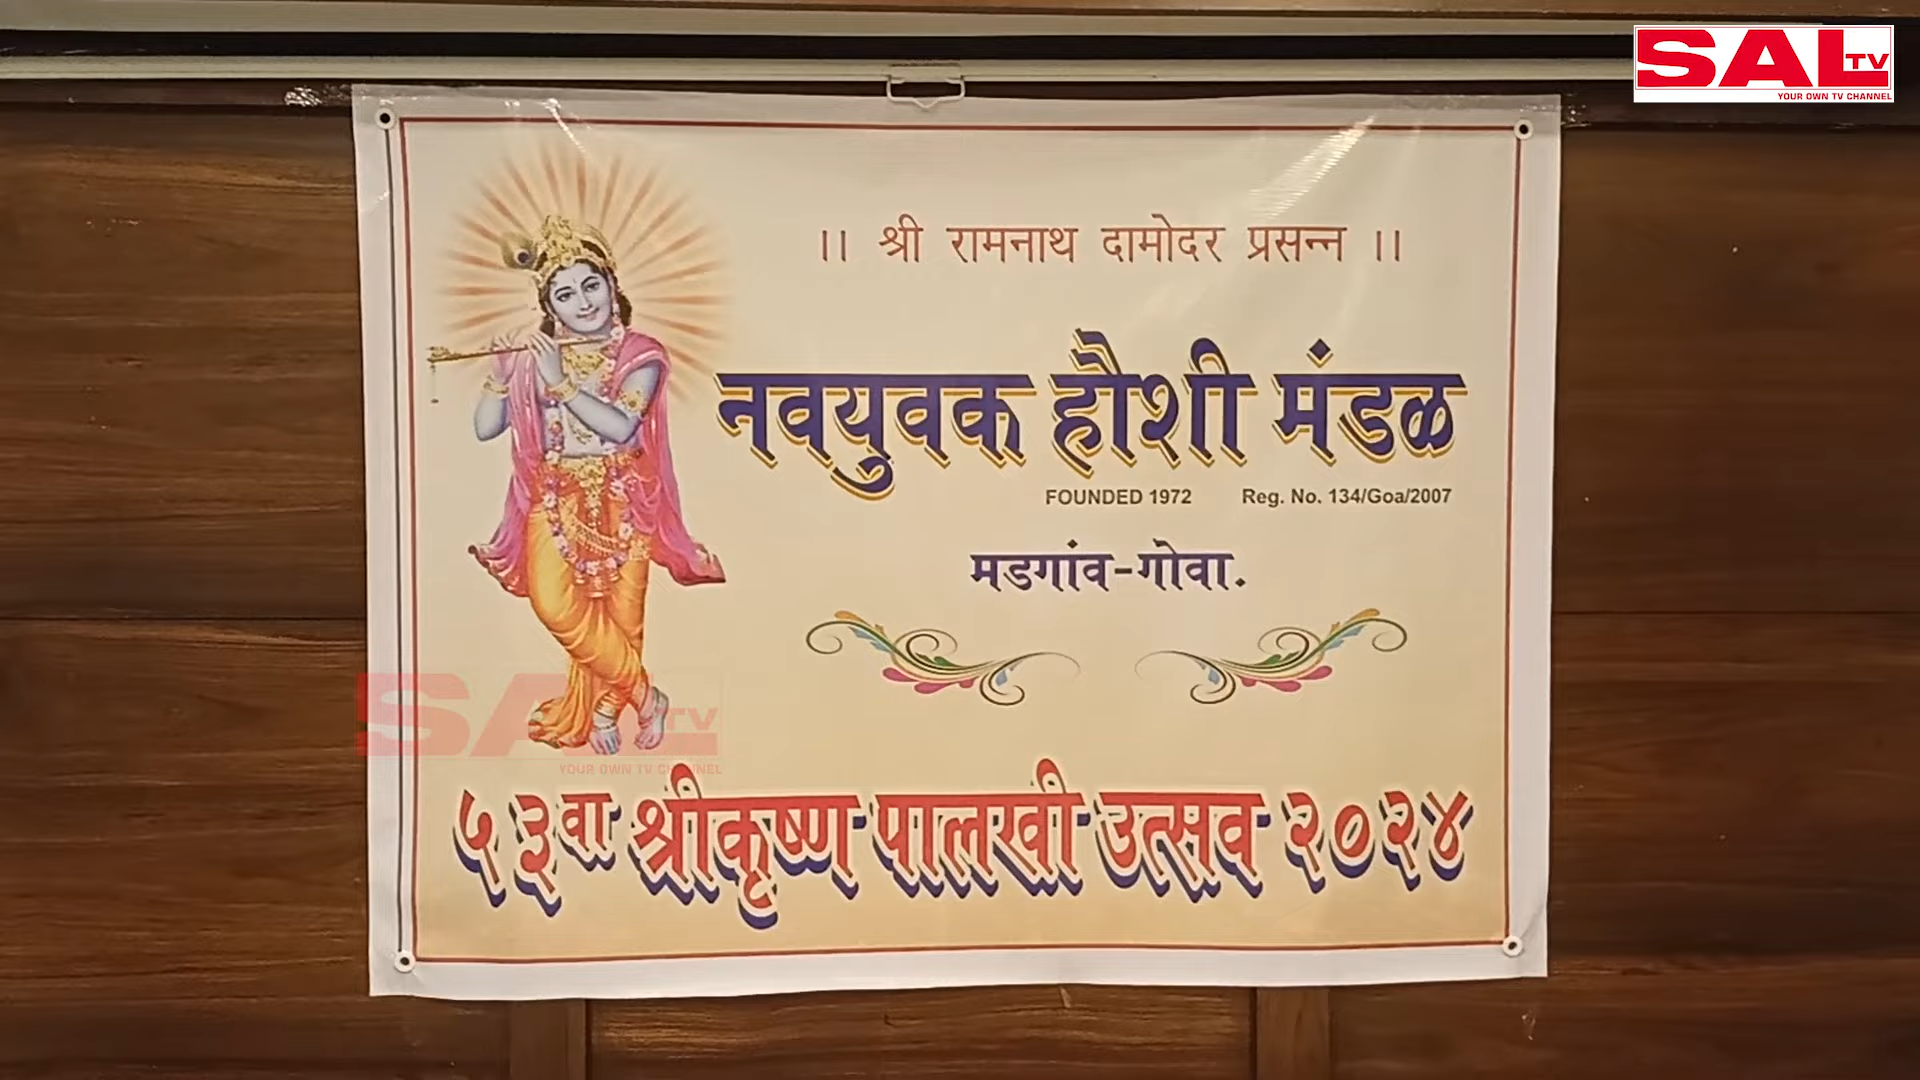 SAL TV
YOUR OWN TV CHANNEL
।। श्री रामनाथ दामोदर प्रसन्न ।।
नवयुवक हौशी मंडळ
FOUNDED 1972 Reg. No. 134/Goa/2007
मडगांव-गोवा.
SAL TV
YOUR OWN TV CHANNEL
५३वा श्रीकृष्ण पालखी उत्सव २०२४